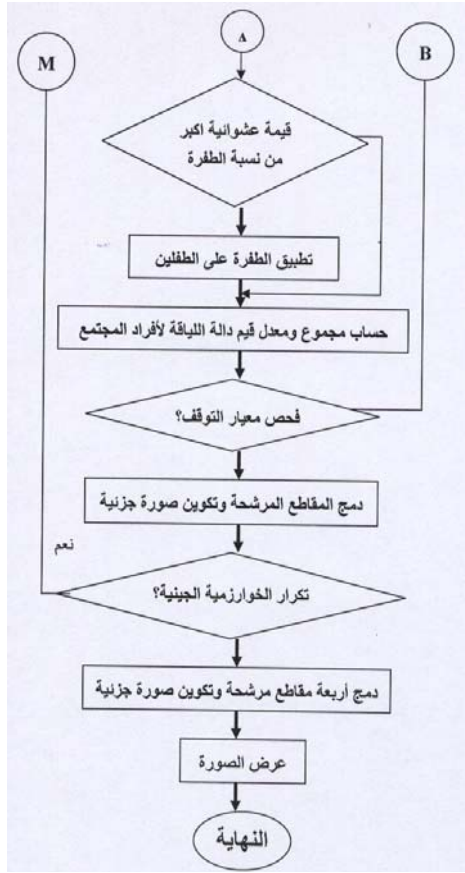 A
M
B
قيمة عشوائية اكبر
من نسبة الطفرة
تطبيق الطفرة على الطفلين
حساب مجموع ومعدل قيم دالة اللياقة لأفراد المجتمع
فحص معيار التوقف؟
دمج المقاطع المرشحة وتكوين صورة جزئية
نعم
تكرار الخوارزمية الجينية؟
دمج أربعة مقاطع مرشحة وتكوين صورة جزئية
عرض الصورة
النهاية